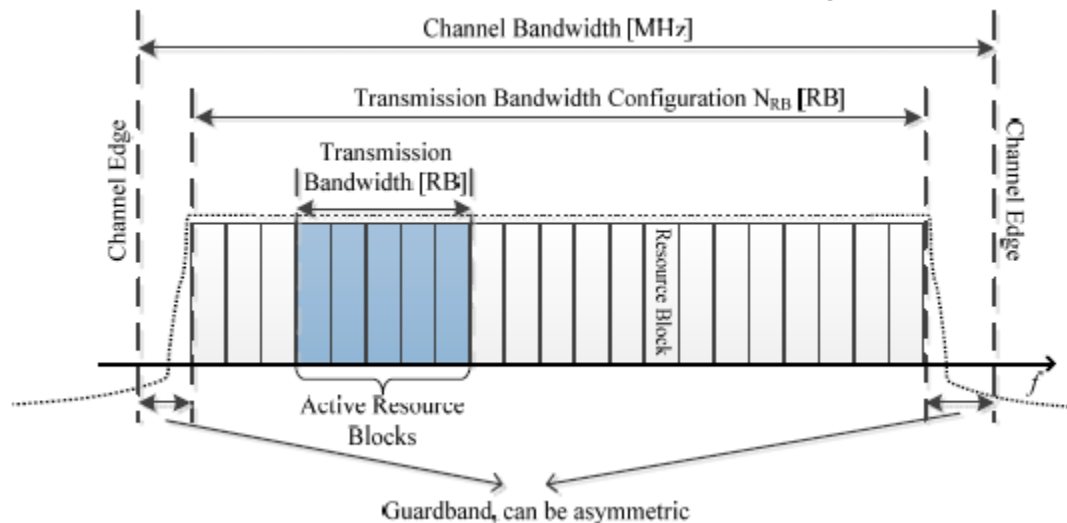 Channel Bandwidth [MHz]
Transmission Bandwidth Configuration NRB [RB]
Transmission
Bandwidth [RB]
Channel Edge
Channel Edge
Resource Block
f
Active Resource
Blocks
Guardband, can be asymmetric